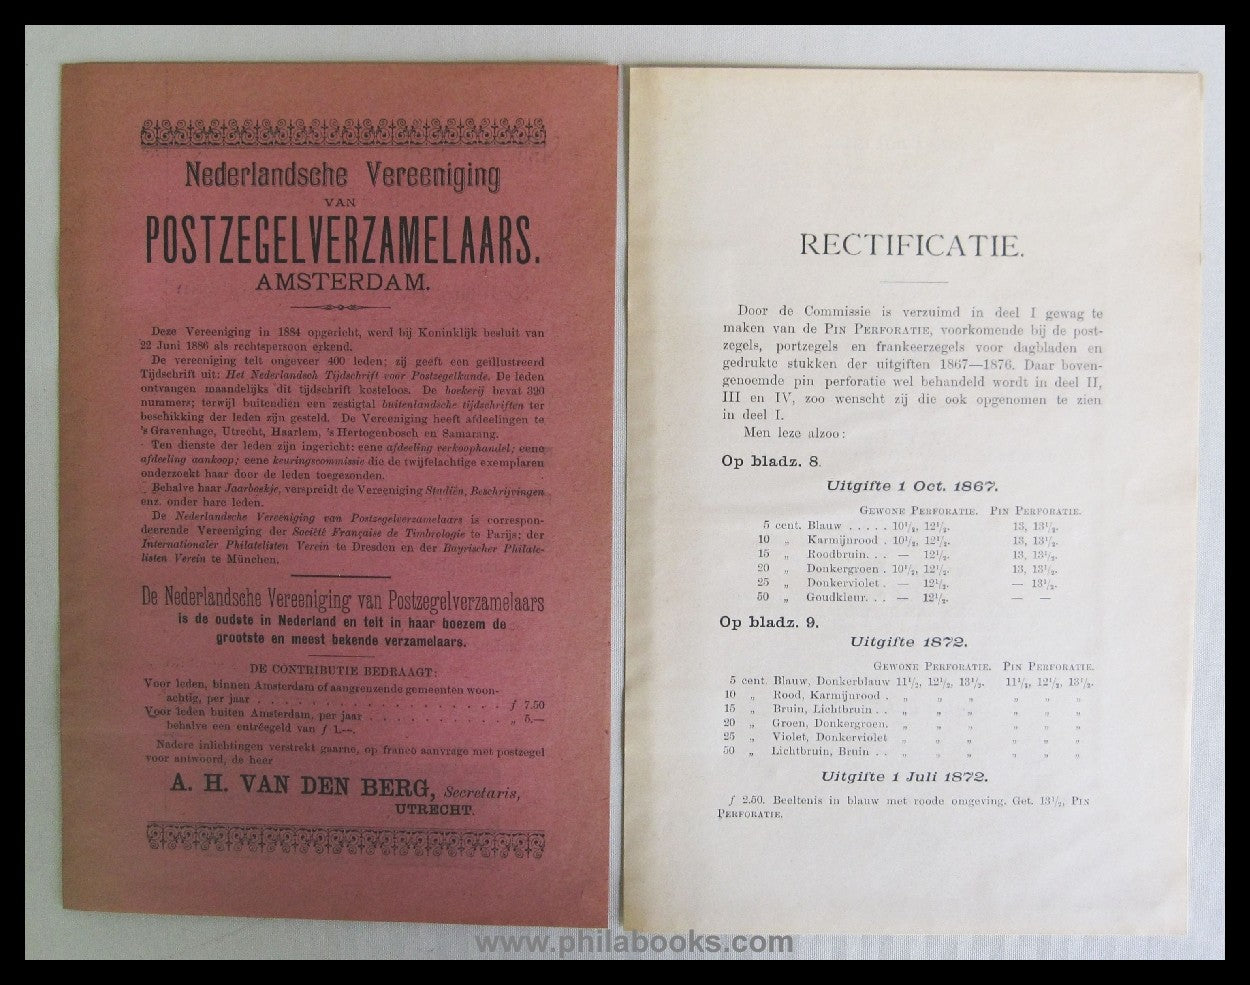 Nederlandsche Vereeniging
VAN
POSTZEGELVERZAMELAARS.
AMSTERDAM.
Deze Vereeniging in 1884 opgericht, werd bij Koninklijk besluit van
22 Juni 1886 als rechtspersoon erkend.
De vereeniging telt ongeveer 400 leden; zij geeft een geïllustreerd
Tijdschrift uit: Het Nederlandsch Tijdschrift voor Postzegelkunde. De leden
ontvangen maandelijks dit tijdschrift kosteloos. De boekerij bevat 320
nummers; terwijl buitendien een zestigtal buitenlandsche tijdschriften ter
beschikking der leden zijn gesteld. De Vereeniging heeft afdeelingen te
's Gravenhage, Utrecht, Haarlem, 's Hertogenbosch en Samarang.
Ten dienste der leden zijn ingericht: eene afdeeling verkoophandel; eene
afdeeling aankoop; eene keuringscommissie die de twijfelachtige exemplaren
onderzoekt haar door de leden toegezonden.
Behalve haar Jaarboekje, verspreidt de Vereeniging Studiën, Beschrijvingen
enz. onder hare leden.
De Nederlandsche Vereeniging van Postzegelverzamelaars is correspon-
deerende Vereeniging der Société Française de Timbrologie te Parijs; der
Internationaler Philatelisten Verein te Dresden en der Bayrischer Philate-
listen Verein te München.
De Nederlandsche Vereeniging van Postzegelverzamelaars
is de oudste in Nederland en telt in haar boezem de
grootste en meest bekende verzamelaars.
DE CONTRIBUTIE BEDRAAGT:
Voor leden, binnen Amsterdam of aangrenzende gemeenten woon-
achtig, per jaar . . . . . . . . . . . . . . . ƒ 7.50
Voor leden buiten Amsterdam, per jaar . . . . . . . . . „ 5.—
behalve een entréegeld van ƒ 1.—.
Nadere inlichtingen verstrekt gaarne, op franco aanvrage met postzegel
voor antwoord, de heer
A. H. VAN DEN BERG, Secretaris,
UTRECHT.
RECTIFICATIE.
Door de Commissie is verzuimd in deel I gewag te
maken van de PIN PERFORATIE, voorkomende bij de post-
zegels, portzegels en frankeerzegels voor dagbladen en
gedrukte stukken der uitgiften 1867—1876. Daar boven-
genoemde pin perforatie wel behandeld wordt in deel II,
III en IV, zoo wenscht zij die ook opgenomen te zien
in deel I.
Men leze alzoo:
Op bladz. 8.
Uitgifte 1 Oct. 1867.
GEWONE PERFORATIE. PIN PERFORATIE.
5 cent. Blauw . . . . . 10¹/₂, 12¹/₂. 13, 13¹/₂.
10 „ Karmijnrood . 10¹/₂, 12¹/₂. 13, 13¹/₂.
15 „ Roodbruin. . . — 12¹/₂. 13, 13¹/₂.
20 „ Donkergroen . 10¹/₂, 12¹/₂. 13, 13¹/₂.
25 „ Donkerviolet . — 12¹/₂. — 13¹/₂.
50 „ Goudkleur. . . — 12¹/₂. — —
Op bladz. 9.
Uitgifte 1872.
GEWONE PERFORATIE. PIN PERFORATIE.
5 cent. Blauw, Donkerblauw 11¹/₂, 12¹/₂, 13¹/₂. 11¹/₂, 12¹/₂, 13¹/₂.
10 „ Rood, Karmijnrood . „ „ „ „ „ „
15 „ Bruin, Lichtbruin . . „ „ „ „ „ „
20 „ Groen, Donkergroen. „ „ „ „ „ „
25 „ Violet, Donkerviolet „ „ „ „ „ „
50 „ Lichtbruin, Bruin . . „ „ „ „ „ „
Uitgifte 1 Juli 1872.
ƒ 2.50. Beeltenis in blauw met roode omgeving. Get. 13¹/₂, PIN
PERFORATIE.
www.philabooks.com